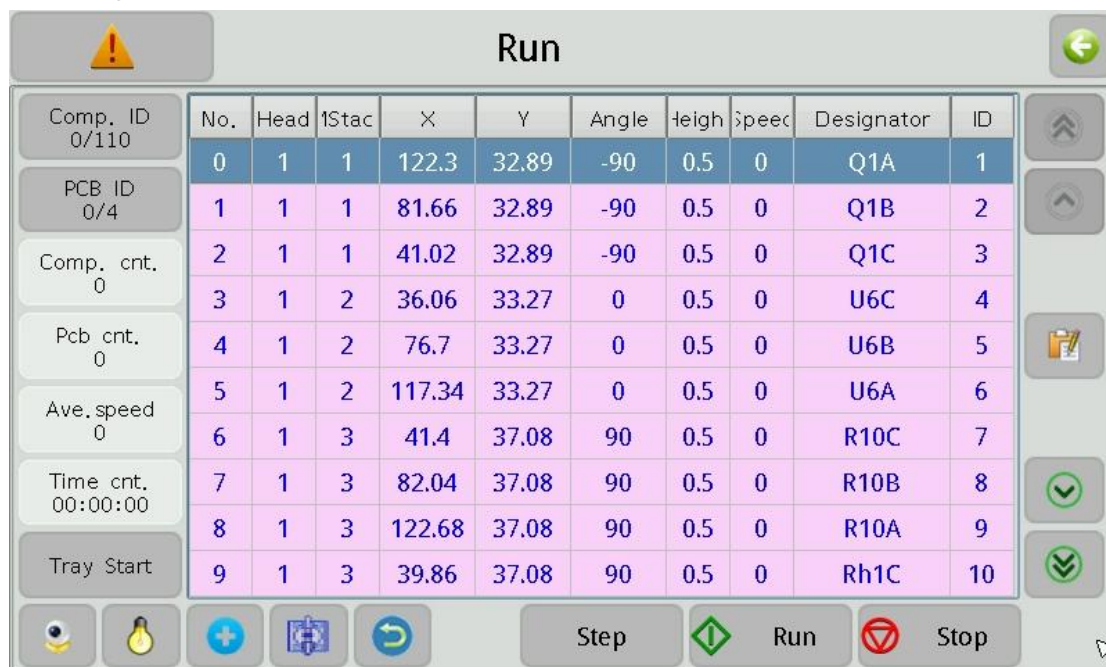 Run
Comp. ID
0/110
PCB ID
0/4
Comp. cnt.
0
Pcb cnt.
0
Ave.speed
0
Time cnt.
00:00:00
Tray Start
No. Head 1Stac X Y Angle Heigh Speed Designator ID
0 1 1 122.3 32.89 -90 0.5 0 Q1A 1
1 1 1 81.66 32.89 -90 0.5 0 Q1B 2
2 1 1 41.02 32.89 -90 0.5 0 Q1C 3
3 1 2 36.06 33.27 0 0.5 0 U6C 4
4 1 2 76.7 33.27 0 0.5 0 U6B 5
5 1 2 117.34 33.27 0 0.5 0 U6A 6
6 1 3 41.4 37.08 90 0.5 0 R10C 7
7 1 3 82.04 37.08 90 0.5 0 R10B 8
8 1 3 122.68 37.08 90 0.5 0 R10A 9
9 1 3 39.86 37.08 90 0.5 0 Rh1C 10
Step Run Stop